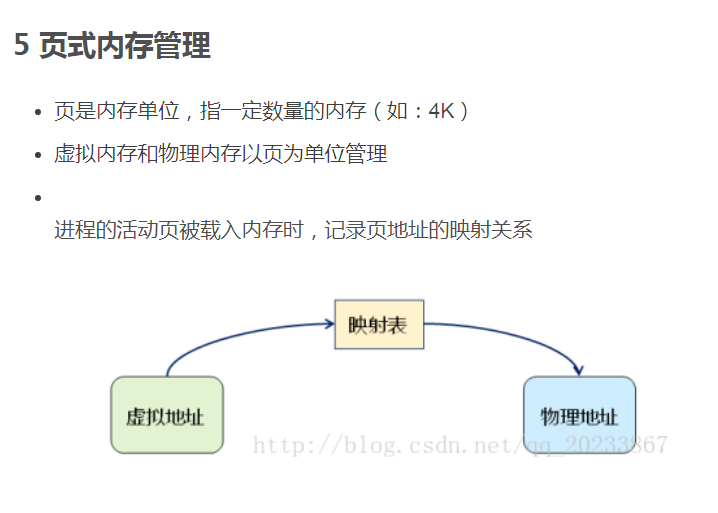 5 页式内存管理
页是内存单位，指一定数量的内存（如：4K）
虚拟内存和物理内存以页为单位管理
进程的活动页被载入内存时，记录页地址的映射关系
映射表
虚拟地址
物理地址
http://blog.csdn.net/qq_20233867